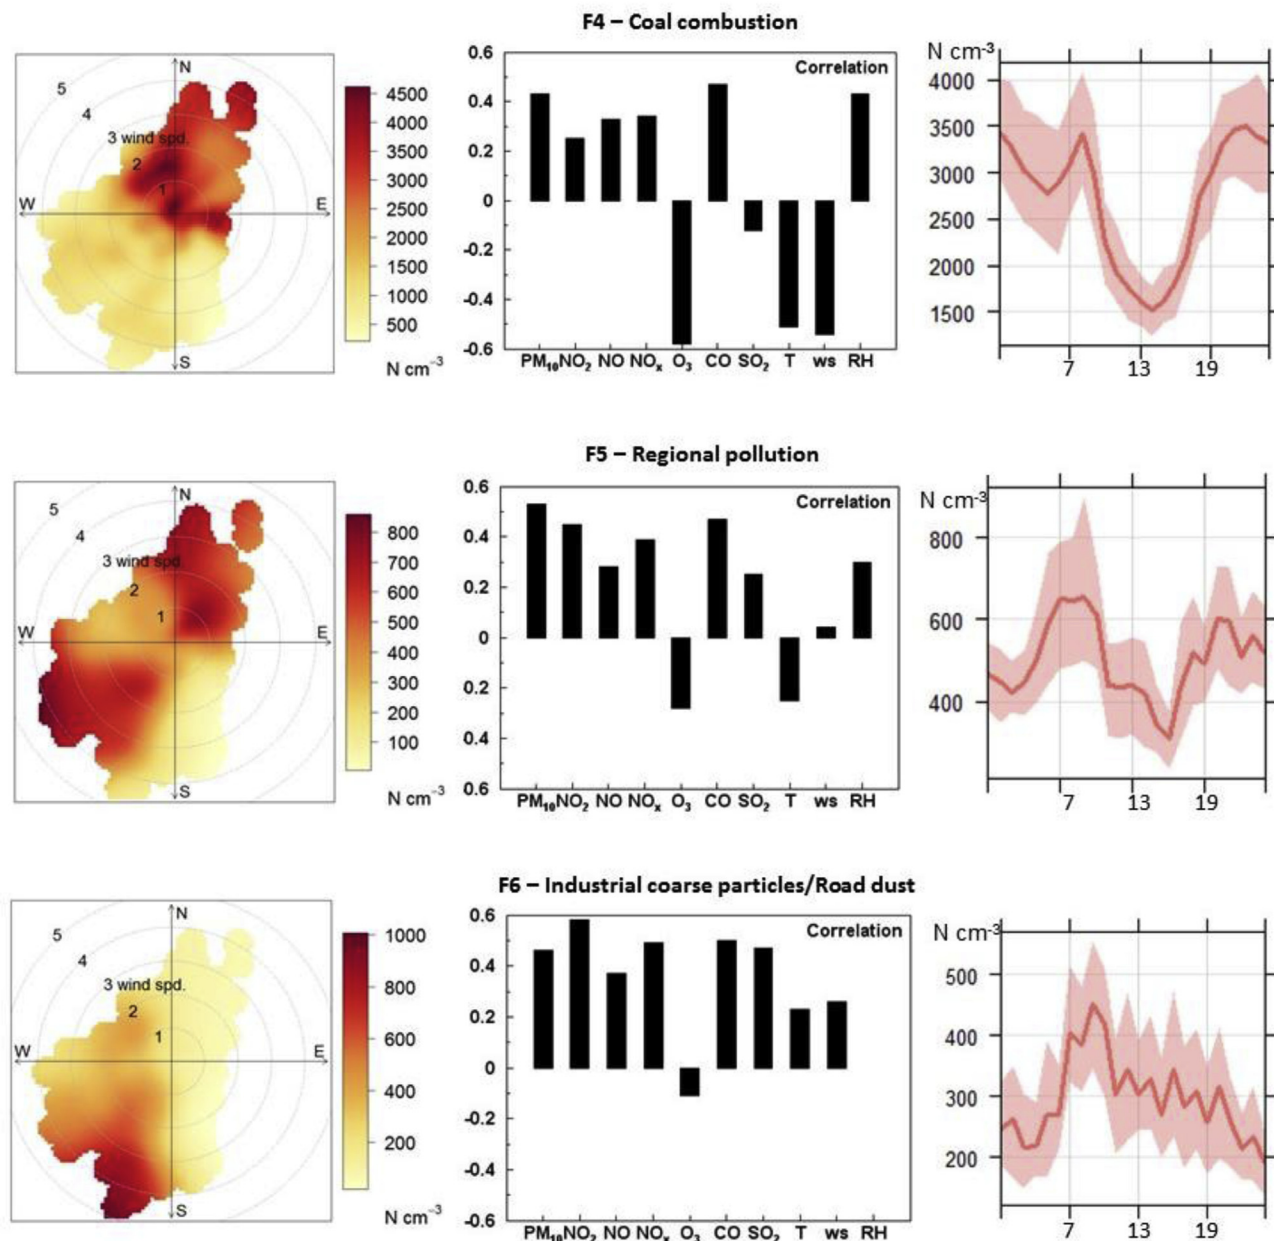 F4 – Coal combustion
N
5
4
3 wind spd.
2
1
W
E
S
4500
4000
3500
3000
2500
2000
1500
1000
500
N cm⁻³
0.6
0.4
0.2
0
-0.2
-0.4
-0.6
Correlation
PM₁₀ NO₂ NO NOₓ O₃ CO SO₂ T ws RH
N cm⁻³
4000
3500
3000
2500
2000
1500
7 13 19
F5 – Regional pollution
N
5
4
3 wind spd.
2
1
W
E
S
800
700
600
500
400
300
200
100
N cm⁻³
0.6
0.4
0.2
0
0.2
0.4
0.6
Correlation
PM₁₀ NO₂ NO NOₓ O₃ CO SO₂ T ws RH
N cm⁻³
800
600
400
7 13 19
F6 – Industrial coarse particles/Road dust
N
5
4
3 wind spd.
2
1
W
E
S
1000
800
600
400
200
N cm⁻³
0.6
0.4
0.2
0
-0.2
-0.4
-0.6
Correlation
PM₁₀ NO₂ NO NOₓ O₃ CO SO₂ T ws RH
N cm⁻³
500
400
300
200
7 13 19